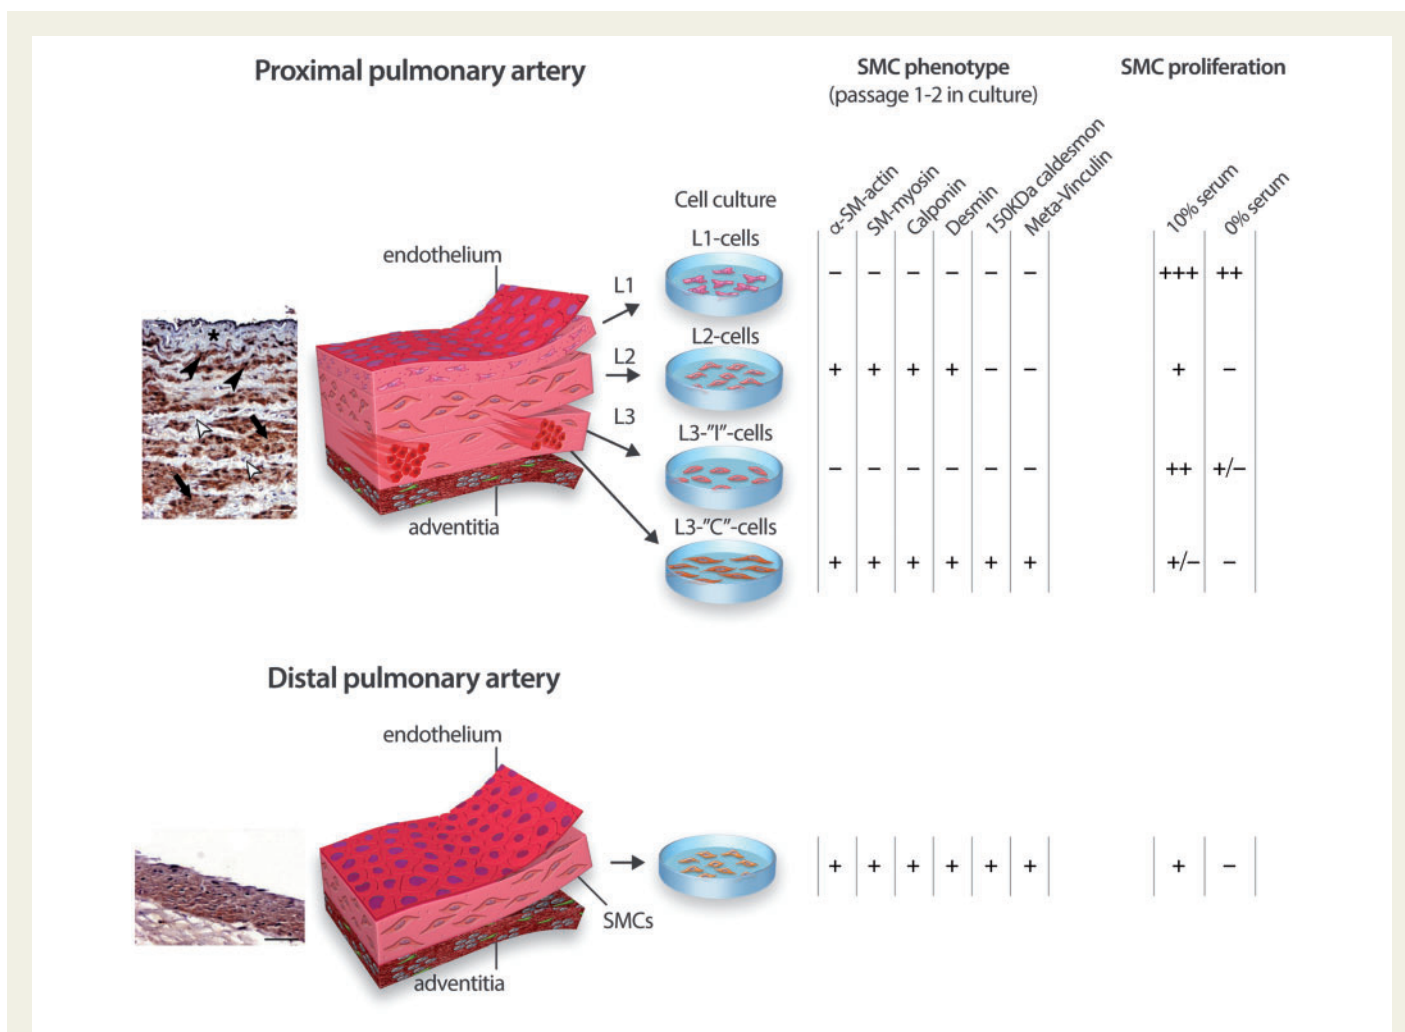 Proximal pulmonary artery
SMC phenotype
(passage 1-2 in culture)
SMC proliferation
α-SM-actin
SM-myosin
Calponin
Desmin
150KDa caldesmon
Meta-Vinculin
10% serum
0% serum
Cell culture
endothelium
L1
L1-cells
– – – – – – +++ ++
*
L2
L2-cells
+ + + + – – + –
L3
L3-"I"-cells
– – – – – – ++ +/–
adventitia
L3-"C"-cells
+ + + + + + +/– –
Distal pulmonary artery
endothelium
+ + + + + + + –
SMCs
adventitia